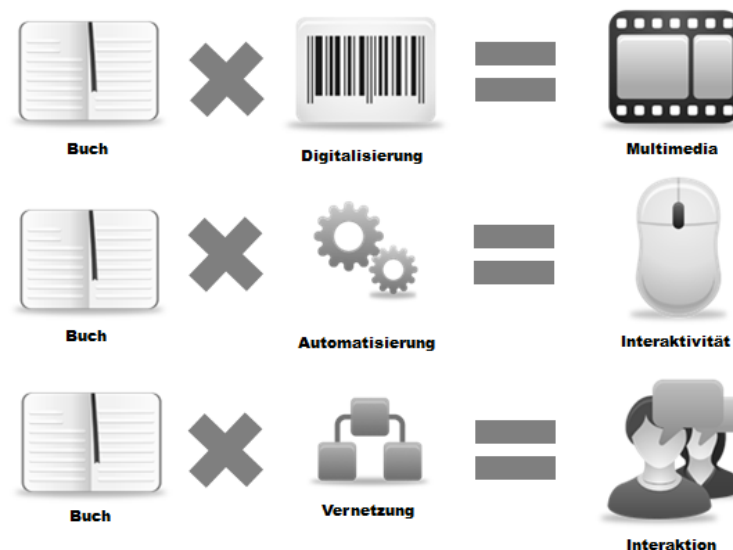 Buch
Digitalisierung
Multimedia
Buch
Automatisierung
Interaktivität
Buch
Vernetzung
Interaktion